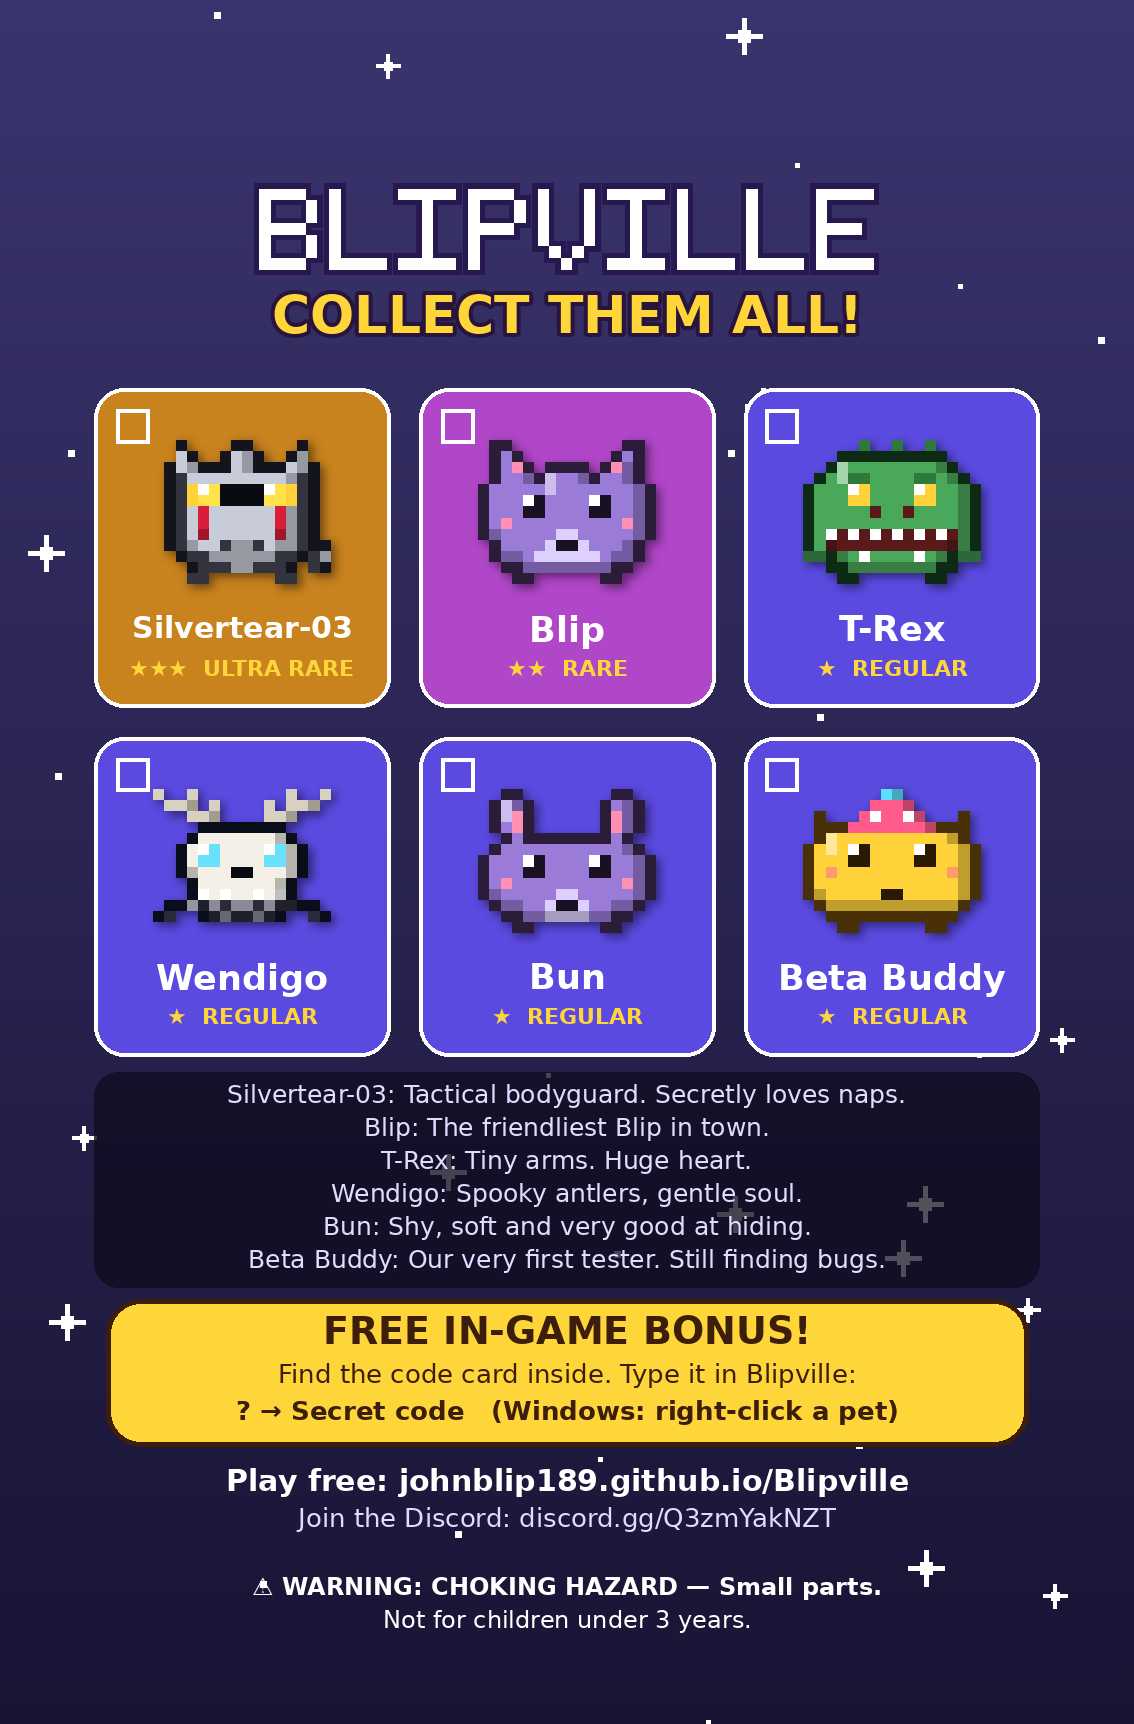 BLIPVILLE
COLLECT THEM ALL!
Silvertear-03
★★★ ULTRA RARE
Blip
★★ RARE
T-Rex
★ REGULAR
Wendigo
★ REGULAR
Bun
★ REGULAR
Beta Buddy
★ REGULAR
Silvertear-03: Tactical bodyguard. Secretly loves naps.
Blip: The friendliest Blip in town.
T-Rex: Tiny arms. Huge heart.
Wendigo: Spooky antlers, gentle soul.
Bun: Shy, soft and very good at hiding.
Beta Buddy: Our very first tester. Still finding bugs.
FREE IN-GAME BONUS!
Find the code card inside. Type it in Blipville:
? → Secret code (Windows: right-click a pet)
Play free: johnblip189.github.io/Blipville
Join the Discord: discord.gg/Q3zmYakNZT
⚠ WARNING: CHOKING HAZARD — Small parts.
Not for children under 3 years.